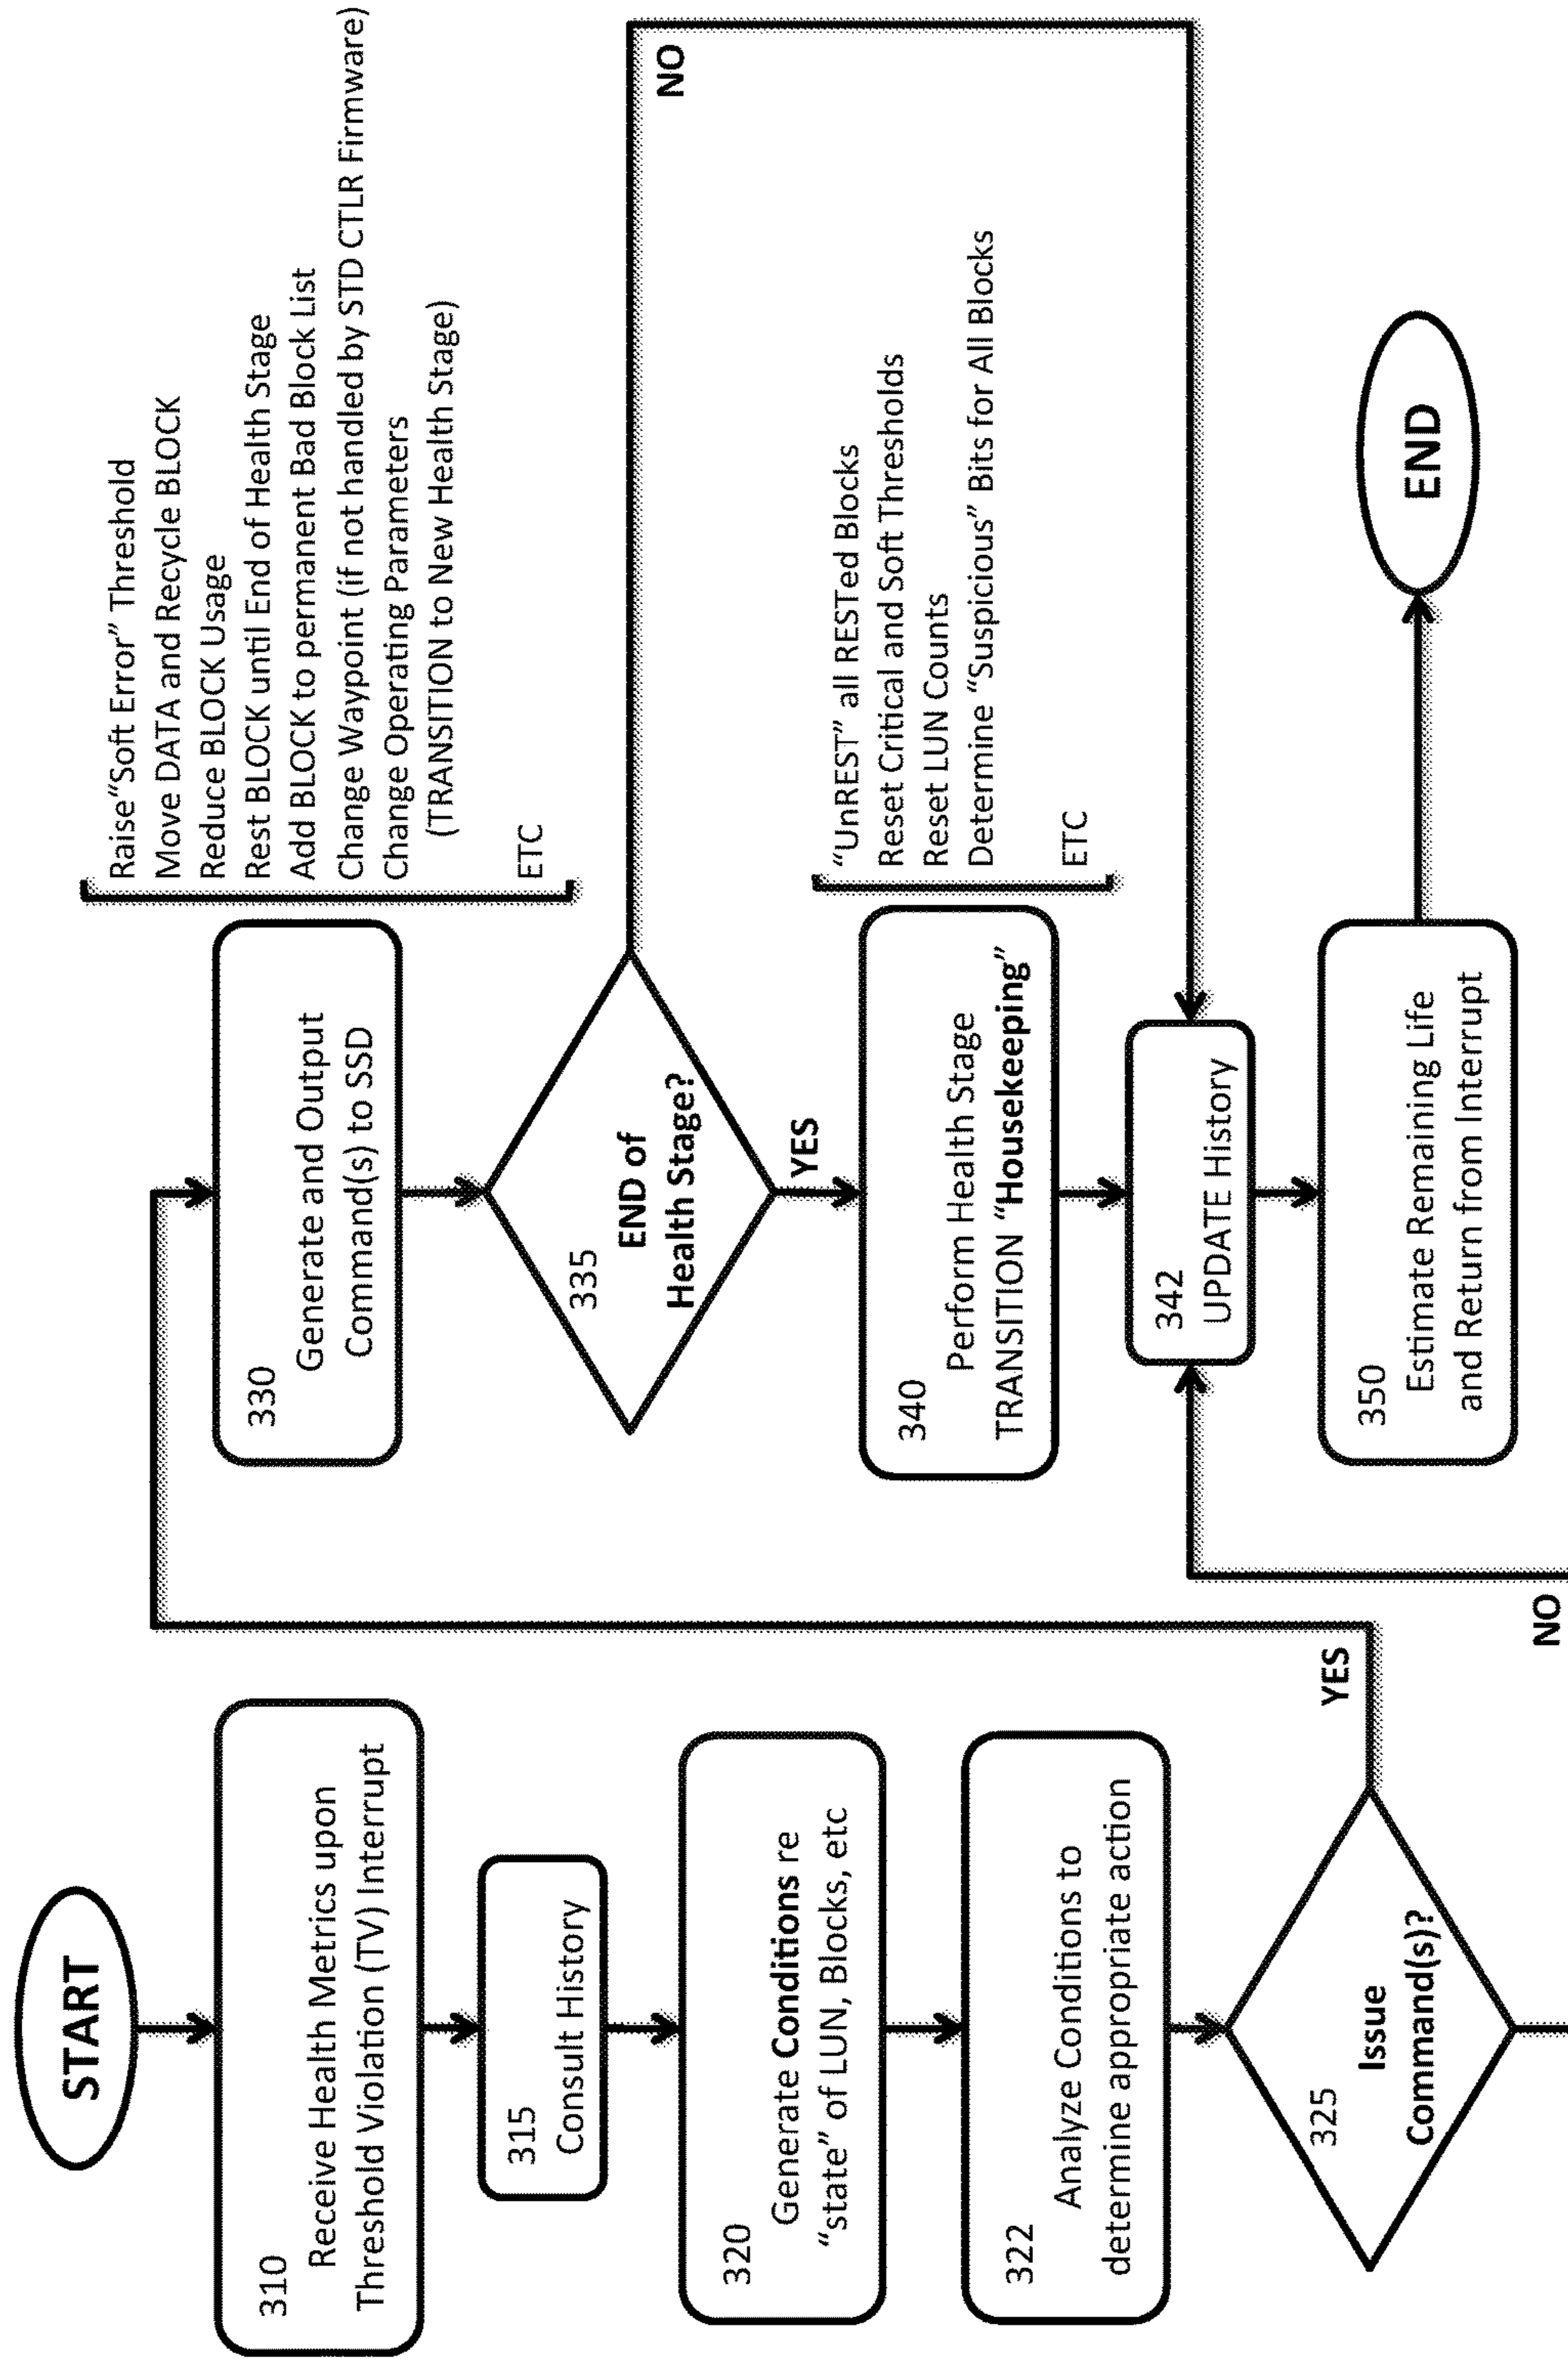 START
310
Receive Health Metrics upon
Threshold Violation (TV) Interrupt
315
Consult History
320
Generate Conditions re
“state” of LUN, Blocks, etc
322
Analyze Conditions to
determine appropriate action
325
Issue
Command(s)?
YES
NO
330
Generate and Output
Command(s) to SSD
Raise“Soft Error” Threshold
Move DATA and Recycle BLOCK
Reduce BLOCK Usage
Rest BLOCK until End of Health Stage
Add BLOCK to permanent Bad Block List
Change Waypoint (if not handled by STD CTLR Firmware)
Change Operating Parameters
(TRANSITION to New Health Stage)
ETC
335
END of
Health Stage?
NO
YES
340
Perform Health Stage
TRANSITION “Housekeeping”
“UnREST” all RESTed Blocks
Reset Critical and Soft Thresholds
Reset LUN Counts
Determine “Suspicious” Bits for All Blocks
ETC
342
UPDATE History
350
Estimate Remaining Life
and Return from Interrupt
END